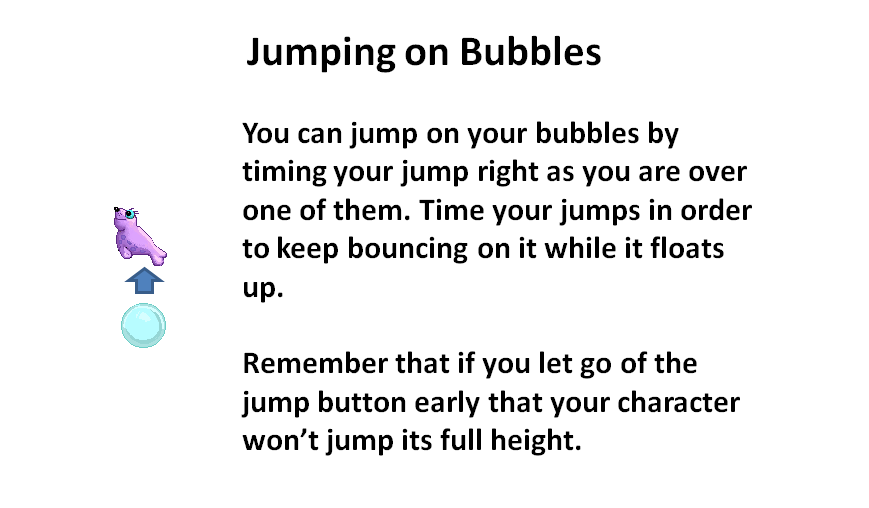 Jumping on Bubbles
You can jump on your bubbles by
timing your jump right as you are over
one of them. Time your jumps in order
to keep bouncing on it while it floats
up.
Remember that if you let go of the
jump button early that your character
won’t jump its full height.